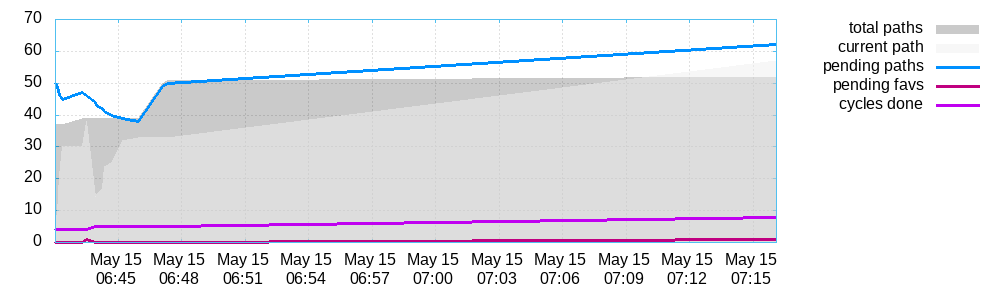 70
60
50
40
30
20
10
0
May 15 May 15 May 15 May 15 May 15 May 15 May 15 May 15 May 15 May 15 May 15
06:45 06:48 06:51 06:54 06:57 07:00 07:03 07:06 07:09 07:12 07:15
total paths
current path
pending paths
pending favs
cycles done